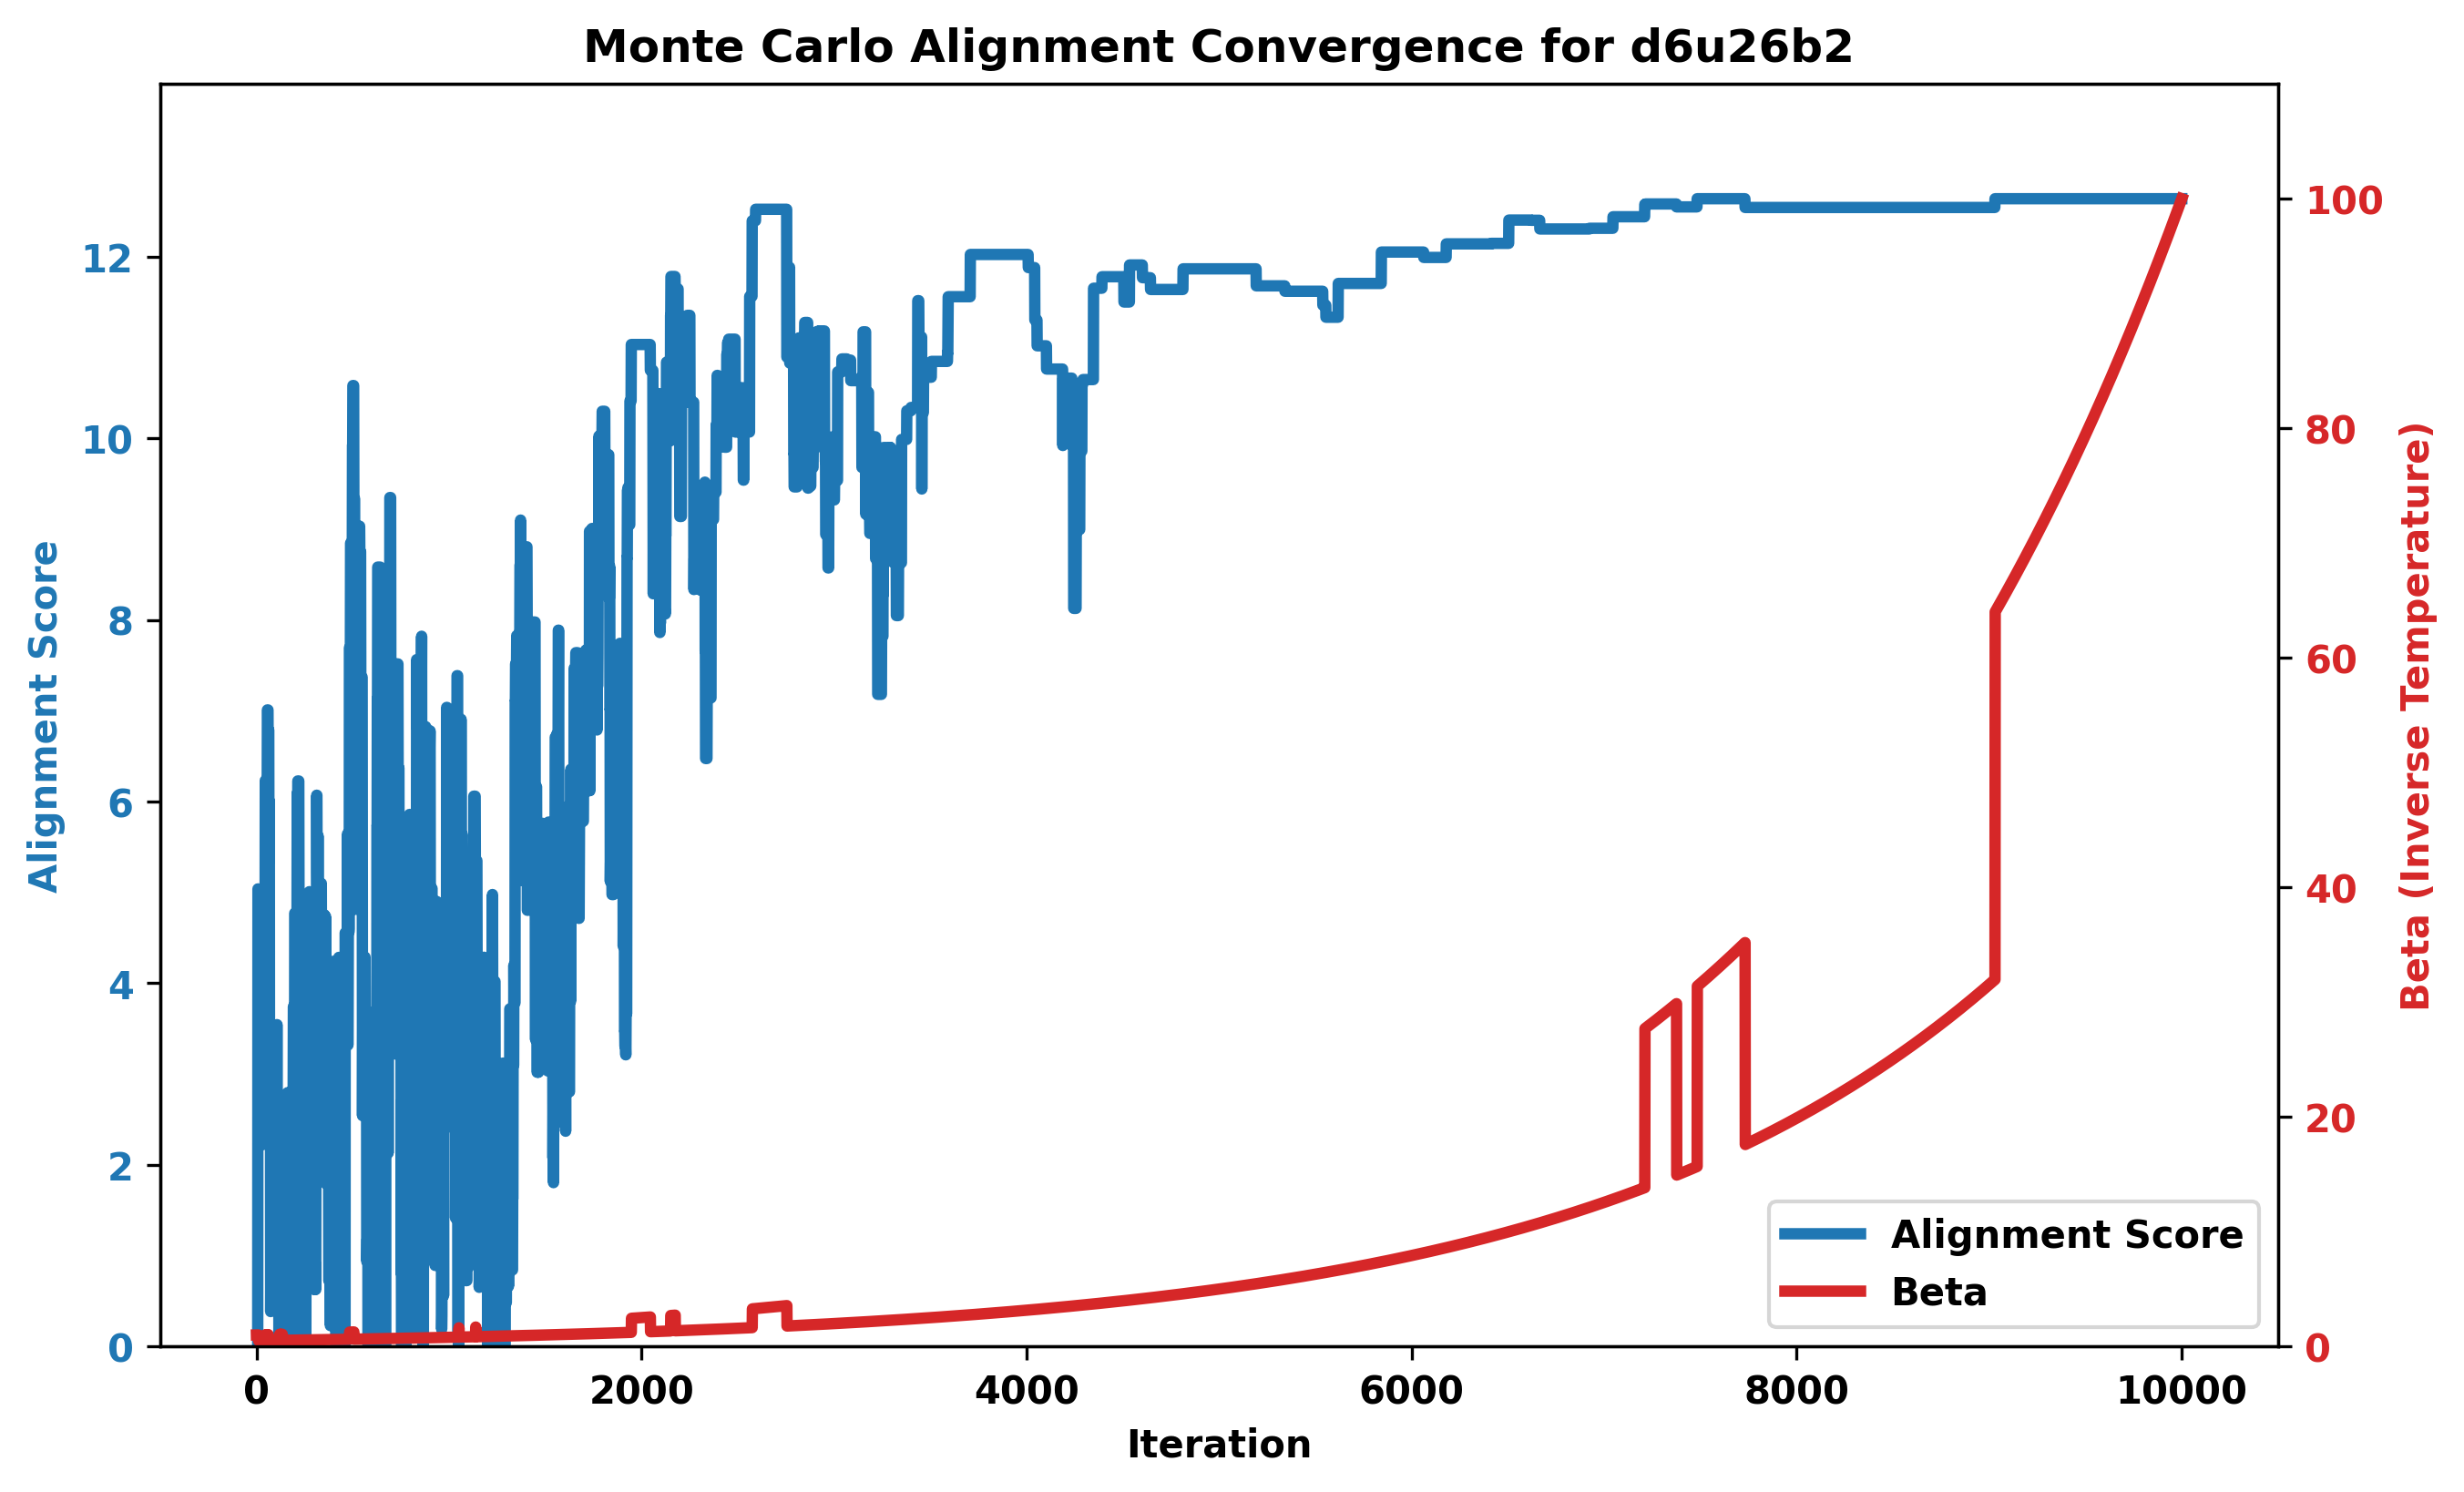 Monte Carlo Alignment Convergence for d6u26b2
Alignment Score
12
10
8
6
4
2
0
100
80
60
40
20
0
Beta (Inverse Temperature)
Alignment Score
Beta
0 2000 4000 6000 8000 10000
Iteration